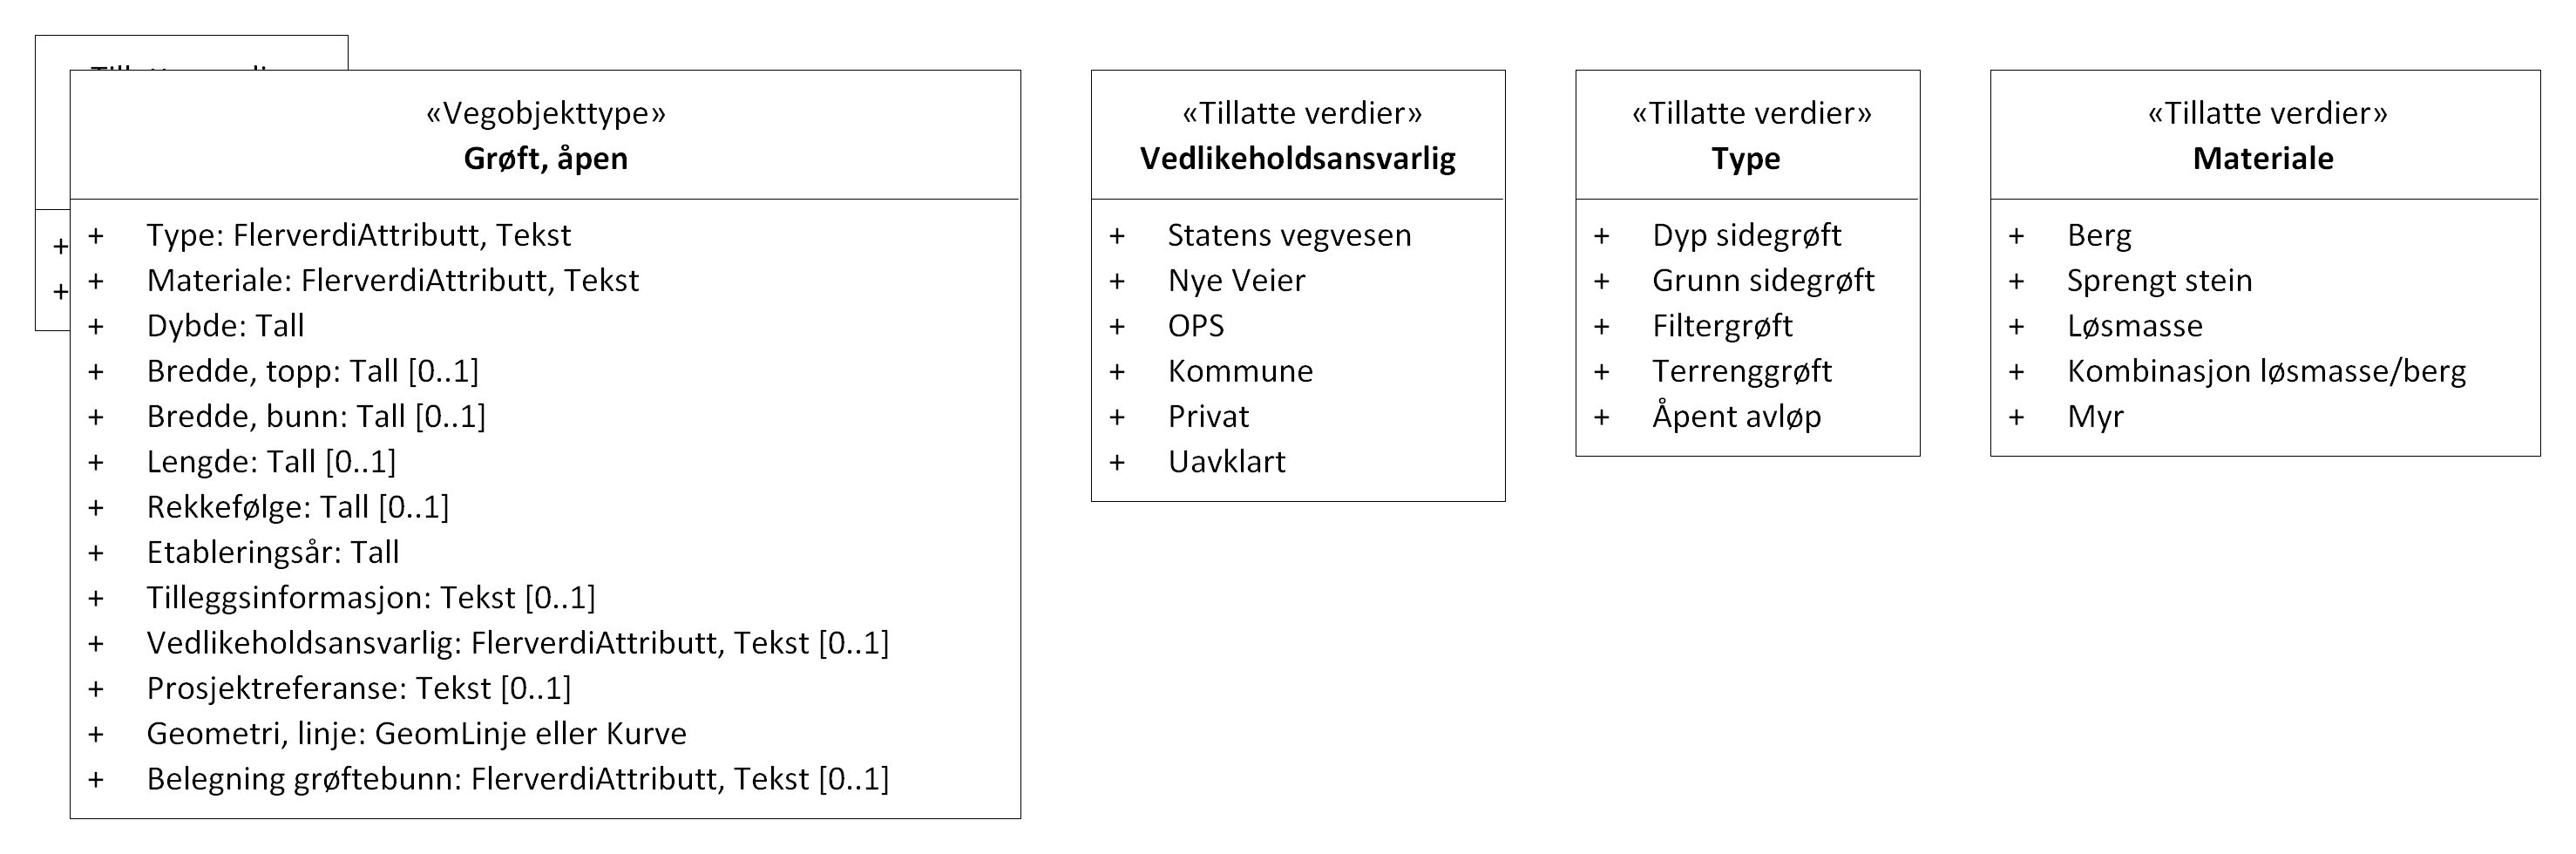 «Vegobjekttype»
Grøft, åpen
+ Type: FlerverdiAttributt, Tekst
+ Materiale: FlerverdiAttributt, Tekst
+ Dybde: Tall
+ Bredde, topp: Tall [0..1]
+ Bredde, bunn: Tall [0..1]
+ Lengde: Tall [0..1]
+ Rekkefølge: Tall [0..1]
+ Etableringsår: Tall
+ Tilleggsinformasjon: Tekst [0..1]
+ Vedlikeholdsansvarlig: FlerverdiAttributt, Tekst [0..1]
+ Prosjektreferanse: Tekst [0..1]
+ Geometri, linje: GeomLinje eller Kurve
+ Belegning grøftebunn: FlerverdiAttributt, Tekst [0..1]
+
+
«Tillatte verdier»
Vedlikeholdsansvarlig
+ Statens vegvesen
+ Nye Veier
+ OPS
+ Kommune
+ Privat
+ Uavklart
«Tillatte verdier»
Type
+ Dyp sidegrøft
+ Grunn sidegrøft
+ Filtergrøft
+ Terrenggrøft
+ Åpent avløp
«Tillatte verdier»
Materiale
+ Berg
+ Sprengt stein
+ Løsmasse
+ Kombinasjon løsmasse/berg
+ Myr